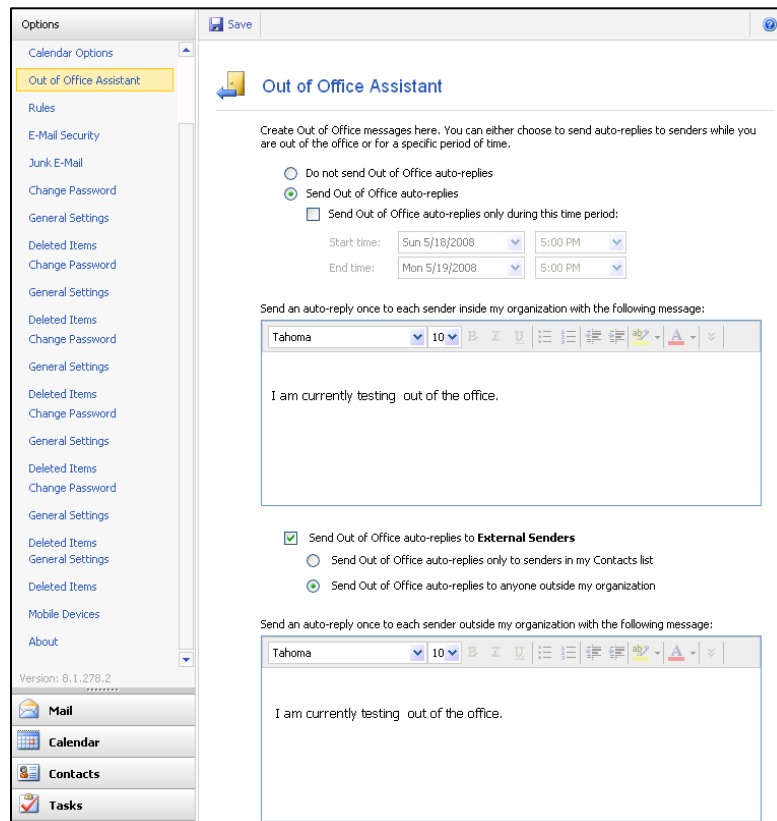 Options
Calendar Options
Out of Office Assistant
Rules
E-Mail Security
Junk E-Mail
Change Password
General Settings
Deleted Items
Change Password
General Settings
Deleted Items
Change Password
General Settings
Deleted Items
Change Password
General Settings
Deleted Items
Change Password
General Settings
Deleted Items
General Settings
Deleted Items
Mobile Devices
About
Version: 8.1.278.2
Mail
Calendar
Contacts
Tasks
Save
Out of Office Assistant
Create Out of Office messages here. You can either choose to send auto-replies to senders while you
are out of the office or for a specific period of time.
Do not send Out of Office auto-replies
Send Out of Office auto-replies
Send Out of Office auto-replies only during this time period:
Start time: Sun 5/18/2008 5:00 PM
End time: Mon 5/19/2008 5:00 PM
Send an auto-reply once to each sender inside my organization with the following message:
Tahoma 10 B I U ab A
I am currently testing  out of the office.
Send Out of Office auto-replies to External Senders
Send Out of Office auto-replies only to senders in my Contacts list
Send Out of Office auto-replies to anyone outside my organization
Send an auto-reply once to each sender outside my organization with the following message:
Tahoma 10 B I U ab A
I am currently testing  out of the office.